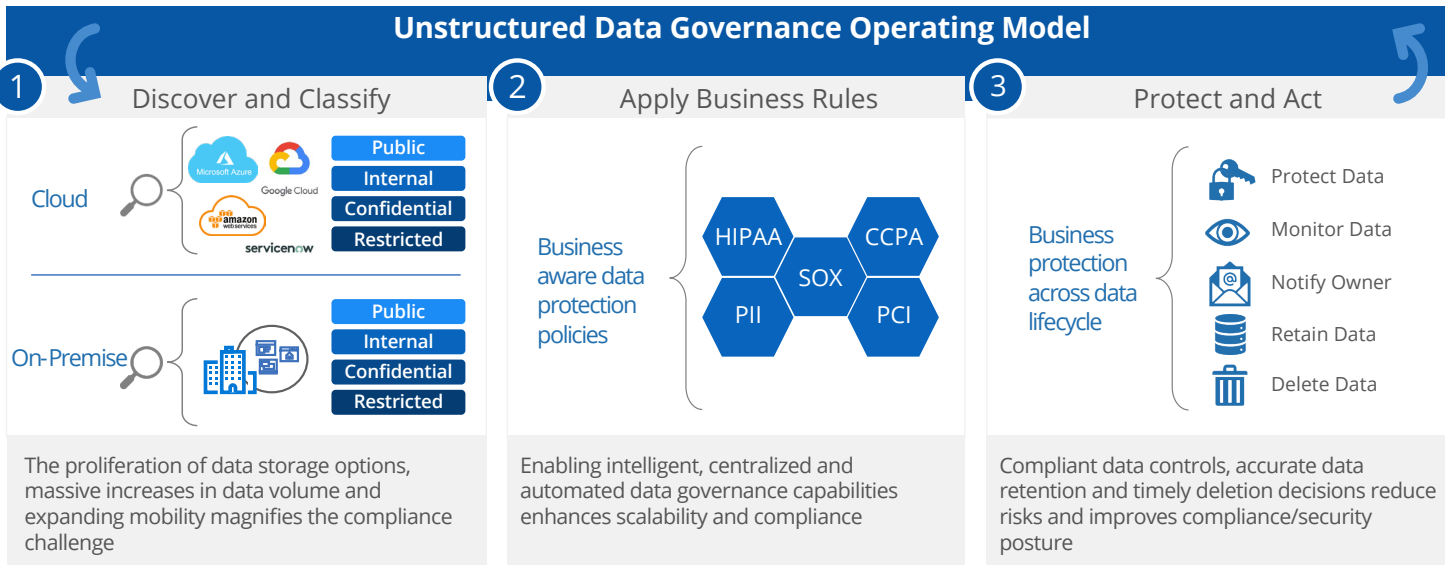 Unstructured Data Governance Operating Model
1
Discover and Classify
Cloud
Microsoft Azure
Google Cloud
amazon
web services
servicenow
Public
Internal
Confidential
Restricted
On-Premise
Public
Internal
Confidential
Restricted
The proliferation of data storage options,
massive increases in data volume and
expanding mobility magnifies the compliance
challenge
2
Apply Business Rules
Business
aware data
protection
policies
HIPAA
CCPA
SOX
PII
PCI
Enabling intelligent, centralized and
automated data governance capabilities
enhances scalability and compliance
3
Protect and Act
Business
protection
across data
lifecycle
Protect Data
Monitor Data
@
Notify Owner
Retain Data
Delete Data
Compliant data controls, accurate data
retention and timely deletion decisions reduce
risks and improves compliance/security
posture